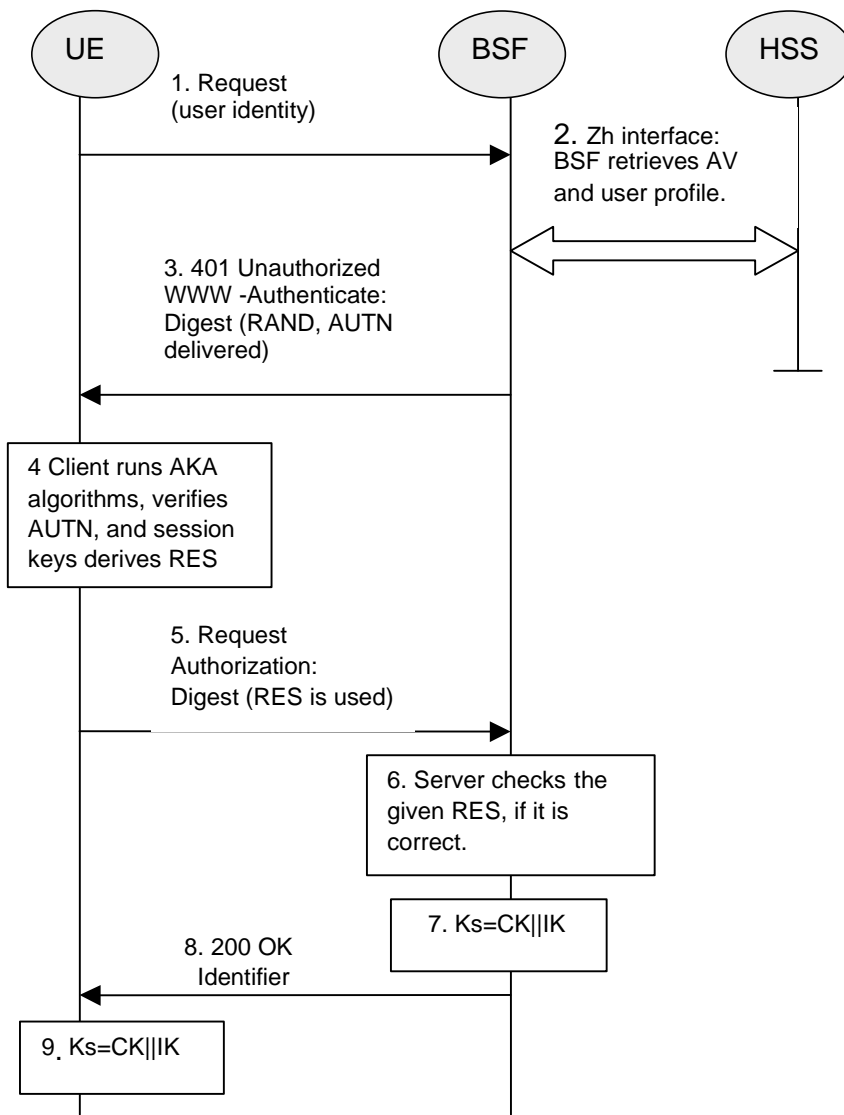 UE
BSF
HSS
1. Request
(user identity)
2. Zh interface:
BSF retrieves AV
and user profile.
3. 401 Unauthorized
WWW -Authenticate:
Digest (RAND, AUTN
delivered)
4 Client runs AKA
algorithms, verifies
AUTN, and session
keys derives RES
5. Request
Authorization:
Digest (RES is used)
6. Server checks the
given RES, if it is
correct.
7. Ks=CK||IK
8. 200 OK
Identifier
9. Ks=CK||IK